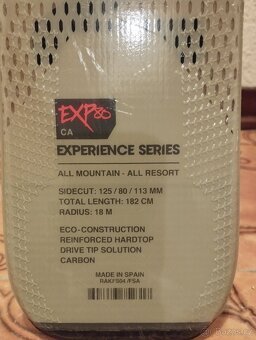 EXP80
CA
EXPERIENCE SERIES
ALL MOUNTAIN - ALL RESORT
SIDECUT: 125 / 80 / 113 MM
TOTAL LENGTH: 182 CM
RADIUS: 18 M
ECO-CONSTRUCTION
REINFORCED HARDTOP
DRIVE TIP SOLUTION
CARBON
MADE IN SPAIN